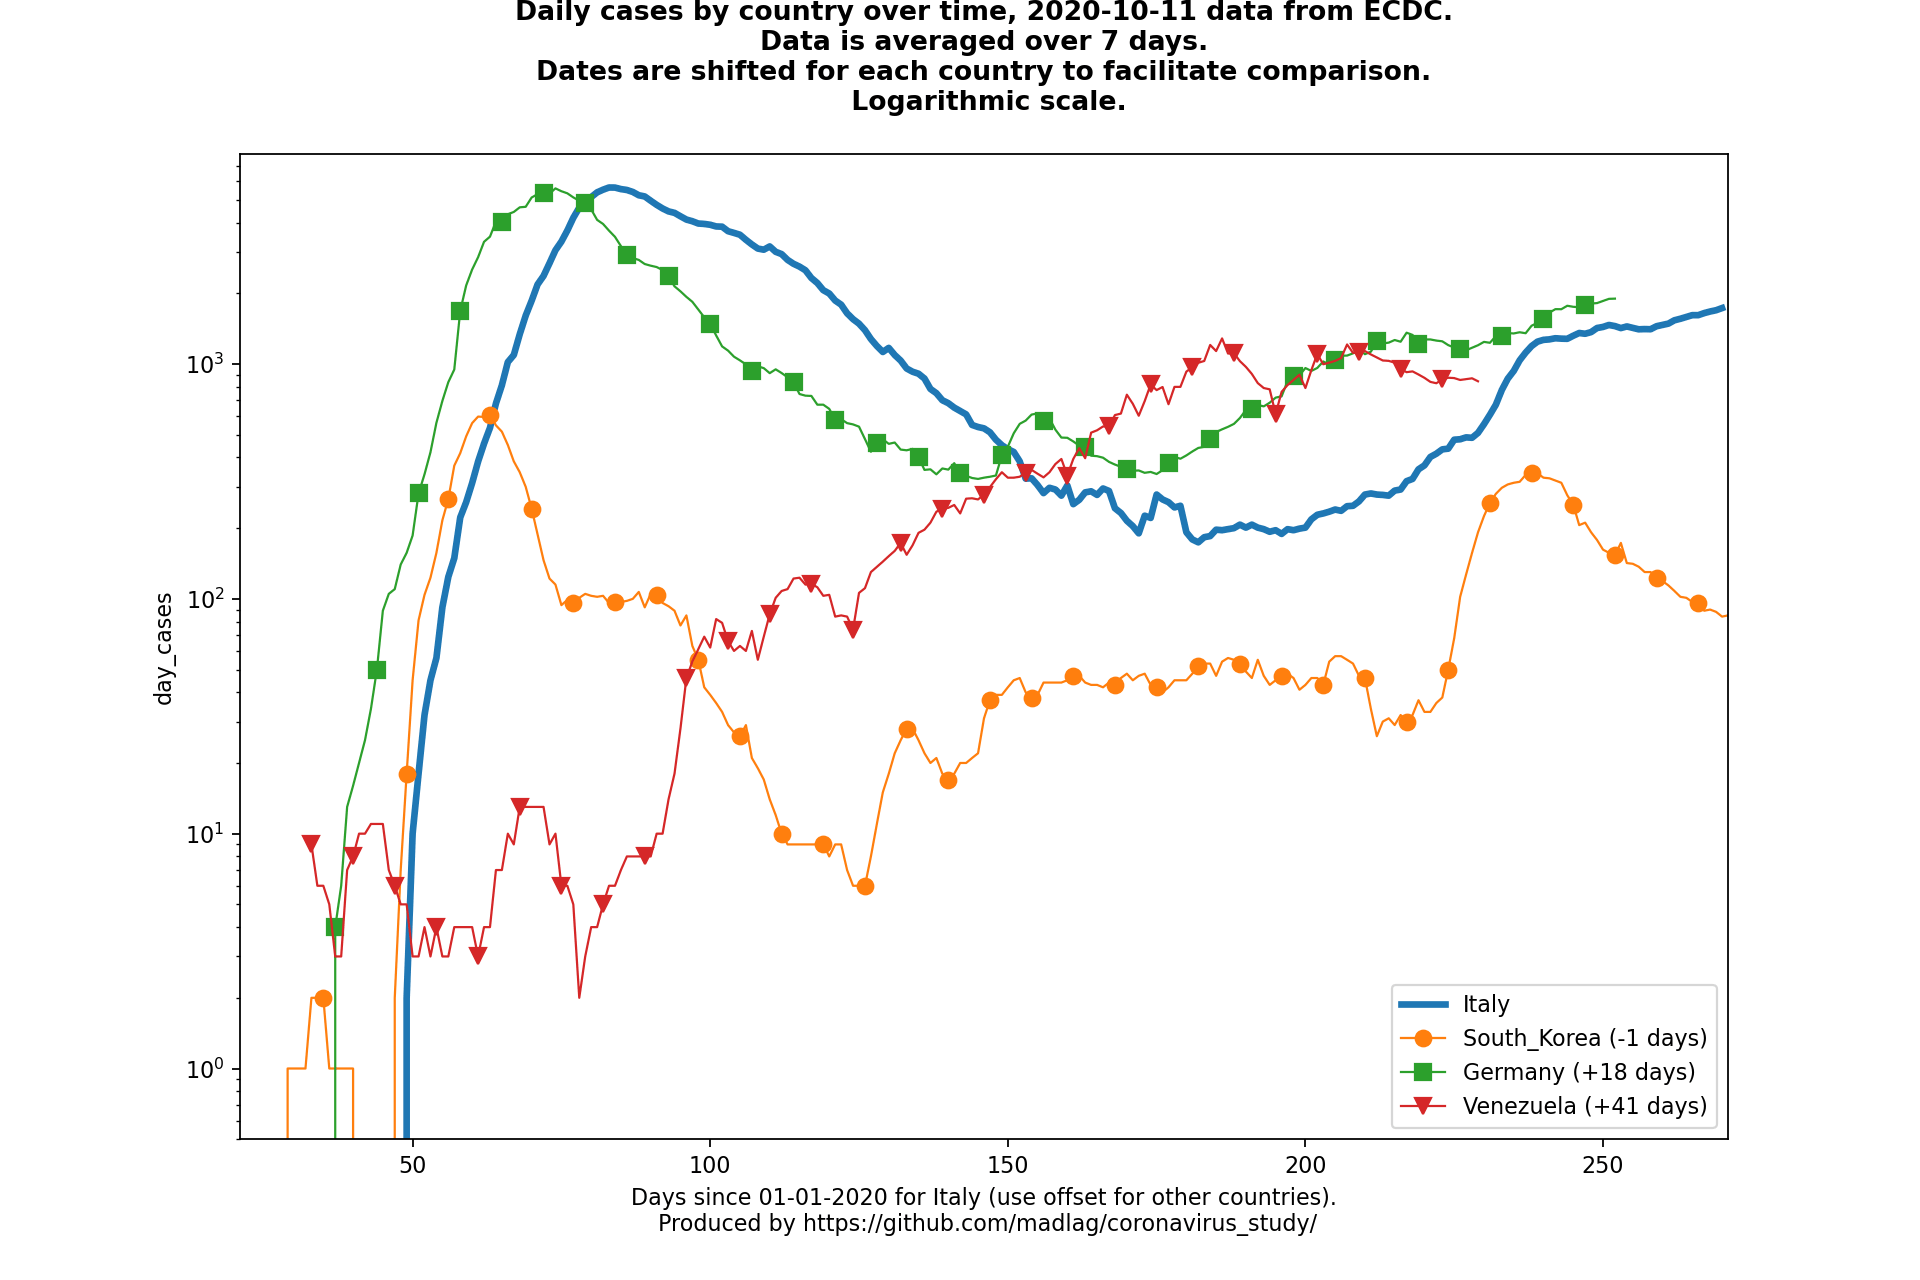 Daily cases by country over time, 2020-10-11 data from ECDC.
Data is averaged over 7 days.
Dates are shifted for each country to facilitate comparison.
Logarithmic scale.
day_cases
10³
10²
10¹
10⁰
50
100
150
200
250
Italy
South_Korea (-1 days)
Germany (+18 days)
Venezuela (+41 days)
Days since 01-01-2020 for Italy (use offset for other countries).
Produced by https://github.com/madlag/coronavirus_study/